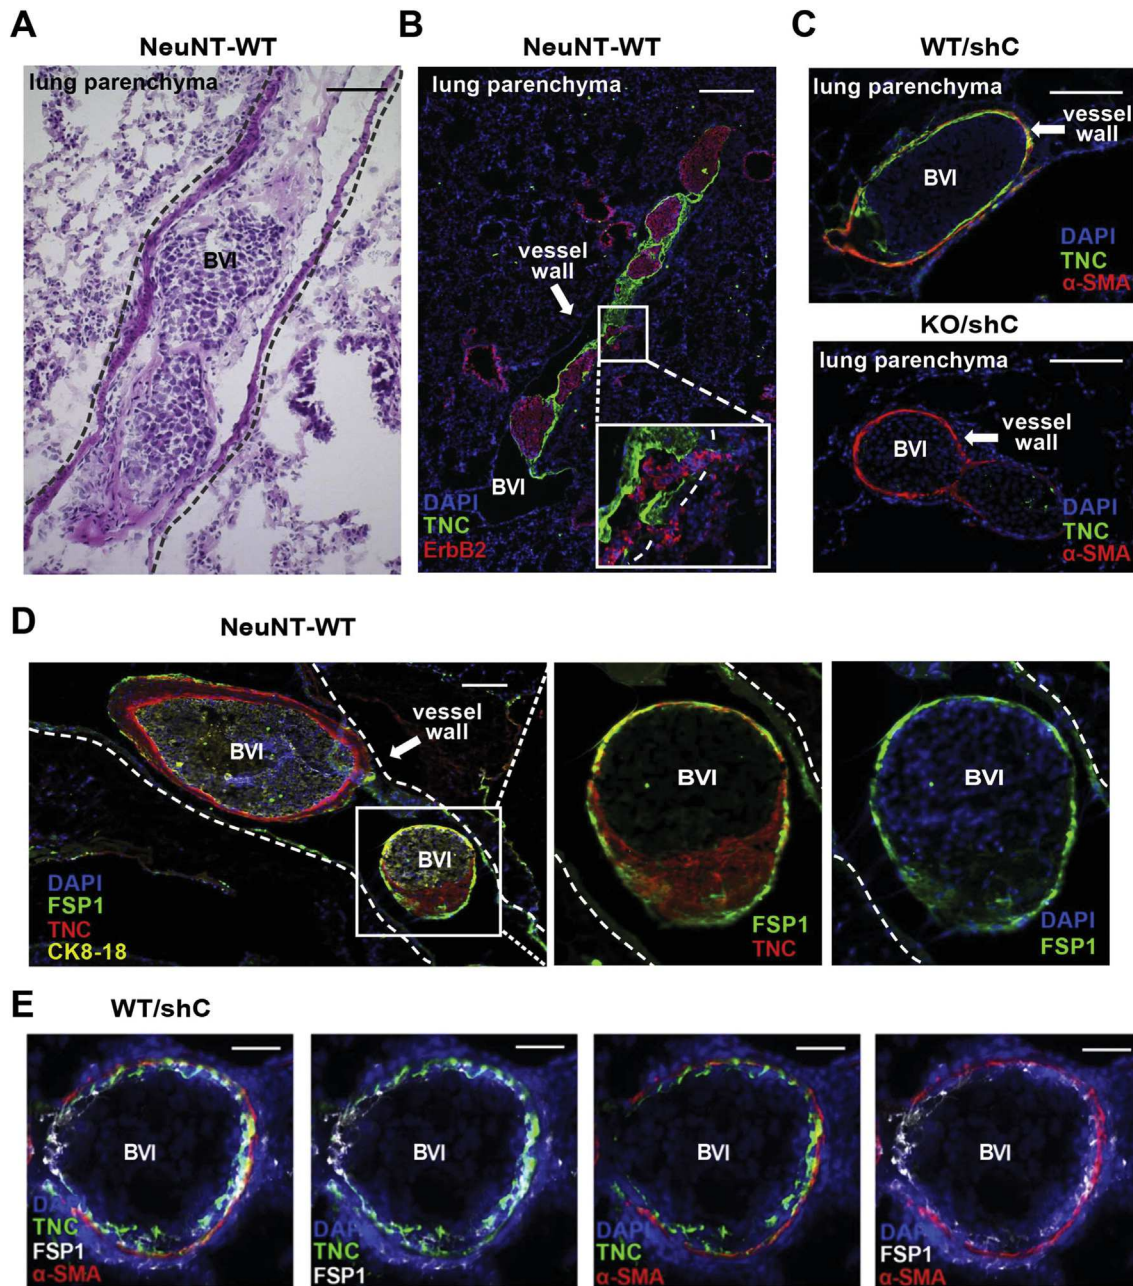 A
NeuNT-WT
lung parenchyma
BVI
B
NeuNT-WT
lung parenchyma
vessel
wall
BVI
DAPI
TNC
ErbB2
C
WT/shC
lung parenchyma
vessel
wall
BVI
DAPI
TNC
α-SMA
KO/shC
lung parenchyma
vessel
wall
BVI
DAPI
TNC
α-SMA
D
NeuNT-WT
vessel
wall
BVI
BVI
DAPI
FSP1
TNC
CK8-18
BVI
FSP1
TNC
BVI
DAPI
FSP1
E
WT/shC
BVI
DAPI
TNC
FSP1
α-SMA
BVI
DAPI
TNC
FSP1
BVI
DAPI
TNC
α-SMA
BVI
DAPI
FSP1
α-SMA